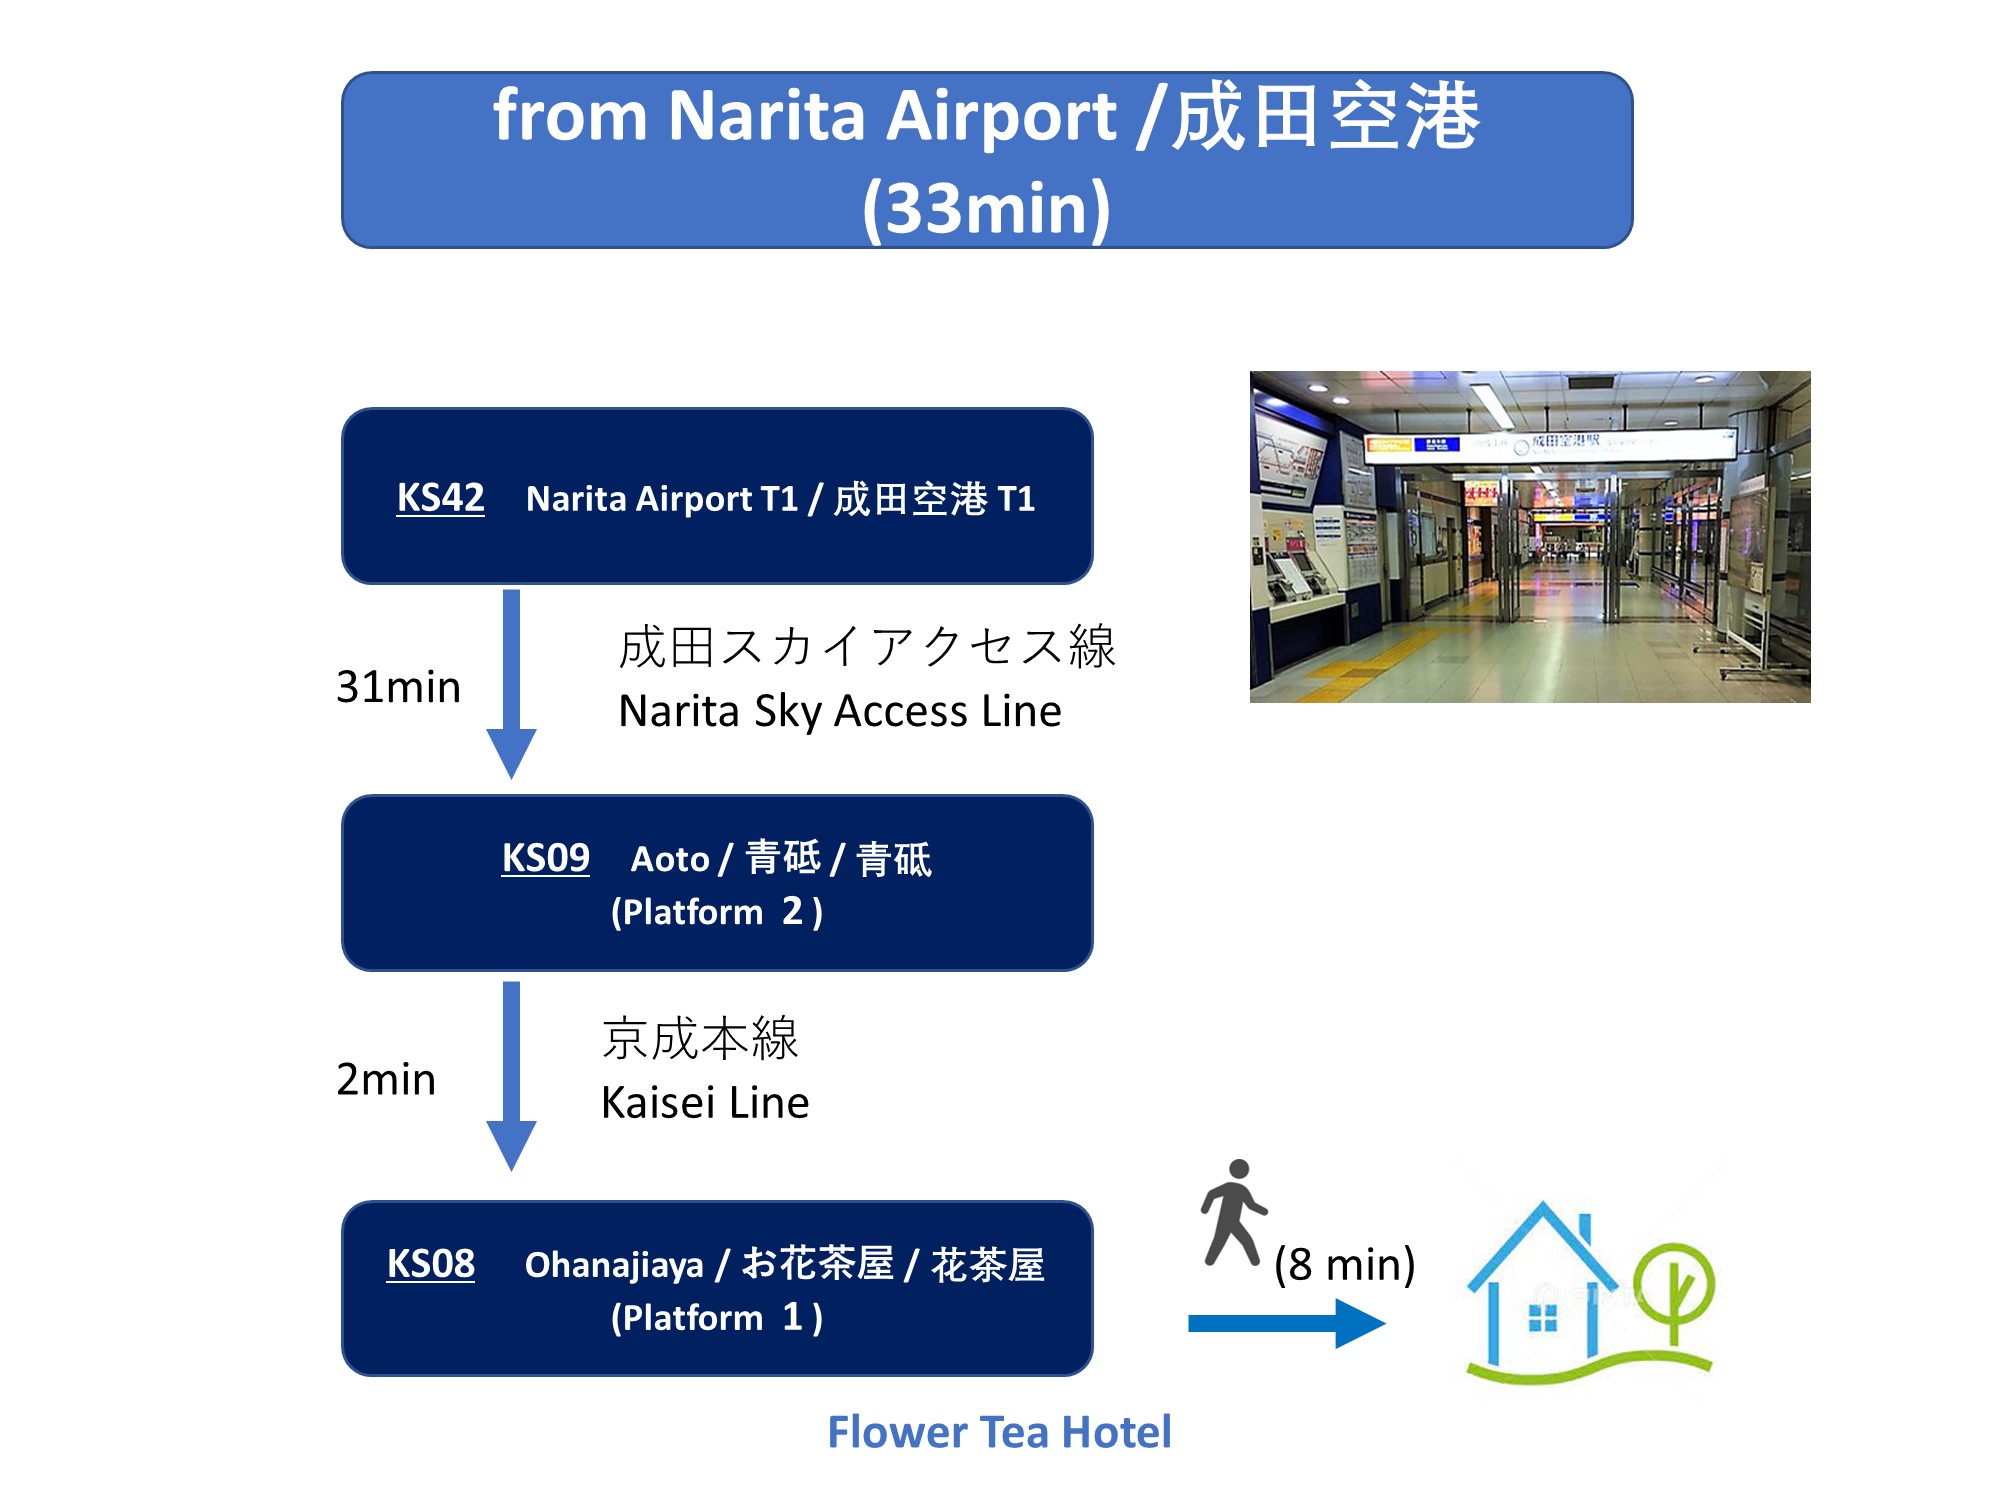 from Narita Airport /成田空港
(33min)
KS42 Narita Airport T1 / 成田空港 T1
成田空港駅
31min
成田スカイアクセス線
Narita Sky Access Line
KS09 Aoto / 青砥 / 青砥
(Platform 2 )
2min
京成本線
Kaisei Line
KS08 Ohanajiaya / お花茶屋 / 花茶屋
(Platform 1 )
(8 min)
Flower Tea Hotel